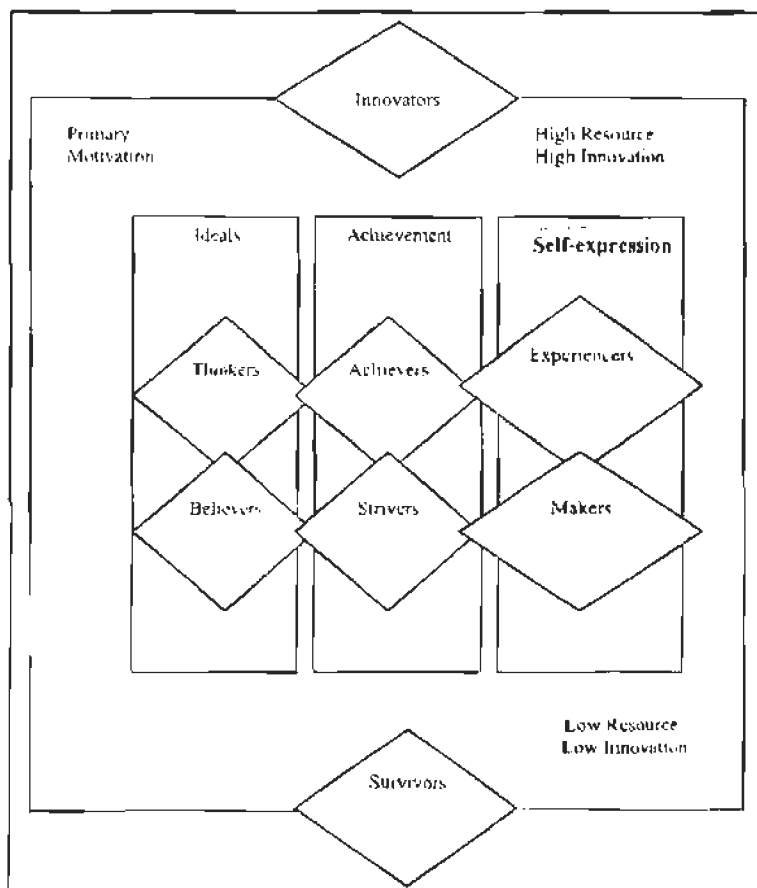 Innovators
Primary
Motivation
High Resource
High Innovation
Ideals
Achievement
Self-expression
Thinkers
Achievers
Experiencers
Believers
Strivers
Makers
Low Resource
Low Innovation
Survivors